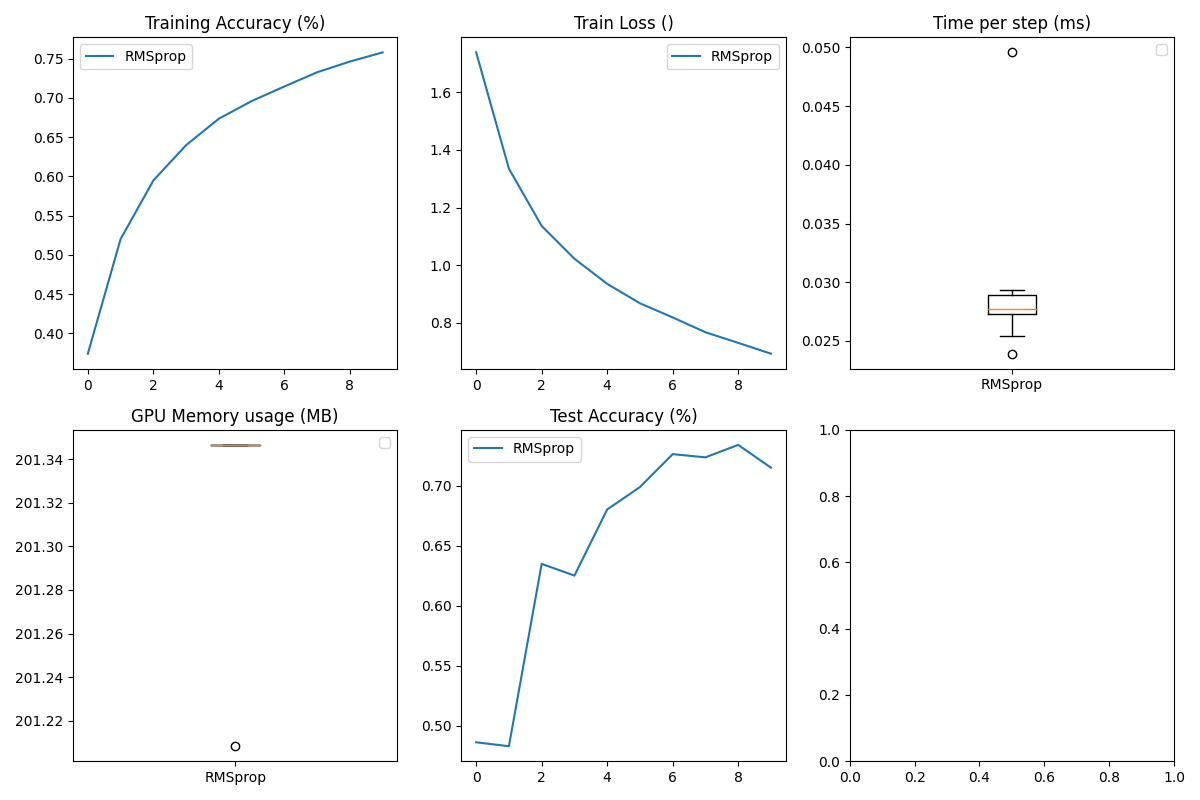 Training Accuracy (%)
RMSprop
0.75
0.70
0.65
0.60
0.55
0.50
0.45
0.40
0 2 4 6 8
Train Loss ()
RMSprop
1.6
1.4
1.2
1.0
0.8
0 2 4 6 8
Time per step (ms)
0.050
0.045
0.040
0.035
0.030
0.025
RMSprop
GPU Memory usage (MB)
201.34
201.32
201.30
201.28
201.26
201.24
201.22
RMSprop
Test Accuracy (%)
RMSprop
0.70
0.65
0.60
0.55
0.50
0 2 4 6 8
1.0
0.8
0.6
0.4
0.2
0.0
0.0 0.2 0.4 0.6 0.8 1.0